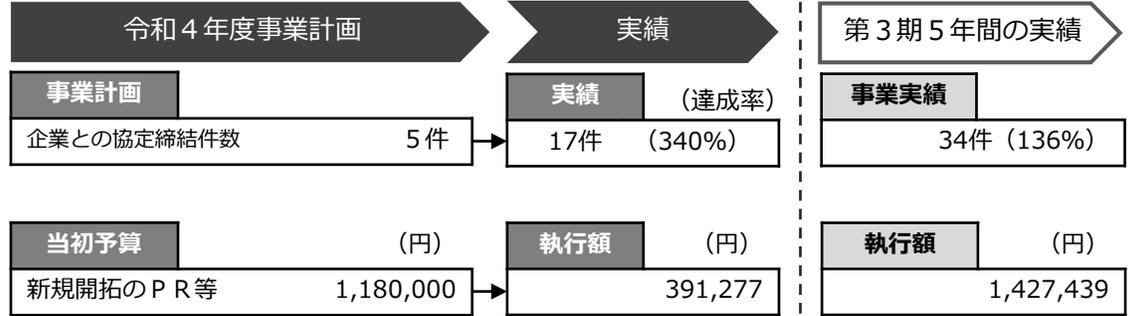 令和４年度事業計画 実績 第３期５年間の実績
事業計画 実績 （達成率） 事業実績
企業との協定締結件数 ５件 17件 （340%） 34件（136%）
当初予算 （円） 執行額 （円） 執行額 （円）
新規開拓のＰＲ等 1,180,000 391,277 1,427,439